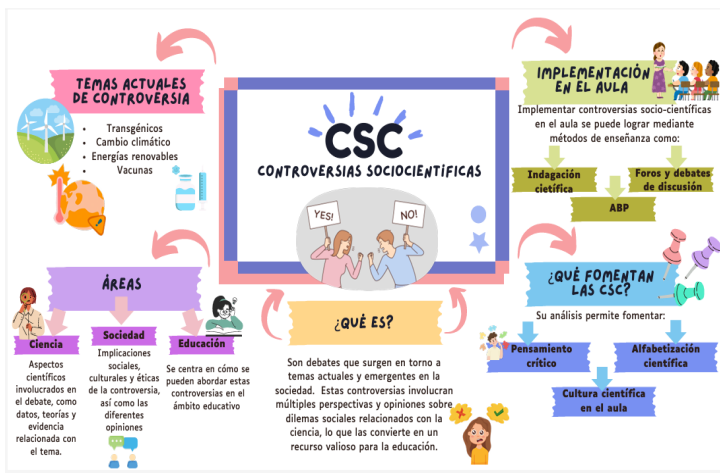 TEMAS ACTUALES
DE CONTROVERSIA
• Transgénicos
• Cambio climático
• Energías renovables
• Vacunas
CSC
CONTROVERSIAS SOCIOCIENTÍFICAS
YES!
NO!
IMPLEMENTACIÓN
EN EL AULA
Implementar controversias socio-científicas
en el aula se puede lograr mediante
métodos de enseñanza como:
Indagación
cietífica
Foros y debates
de discusión
ABP
ÁREAS
Ciencia
Aspectos
científicos
involucrados en
el debate, como
datos, teorías y
evidencia
relacionada con
el tema.
Sociedad
Implicaciones
sociales,
culturales y éticas
de la controversia,
así como las
diferentes
opiniones
Educación
Se centra en cómo se
pueden abordar estas
controversias en el
ámbito educativo
¿QUÉ ES?
Son debates que surgen en torno a
temas actuales y emergentes en la
sociedad. Estas controversias involucran
múltiples perspectivas y opiniones sobre
dilemas sociales relacionados con la
ciencia, lo que las convierte en un
recurso valioso para la educación.
¿QUÉ FOMENTAN
LAS CSC?
Su análisis permite fomentar:
Pensamiento
crítico
Alfabetización
científica
Cultura científica
en el aula